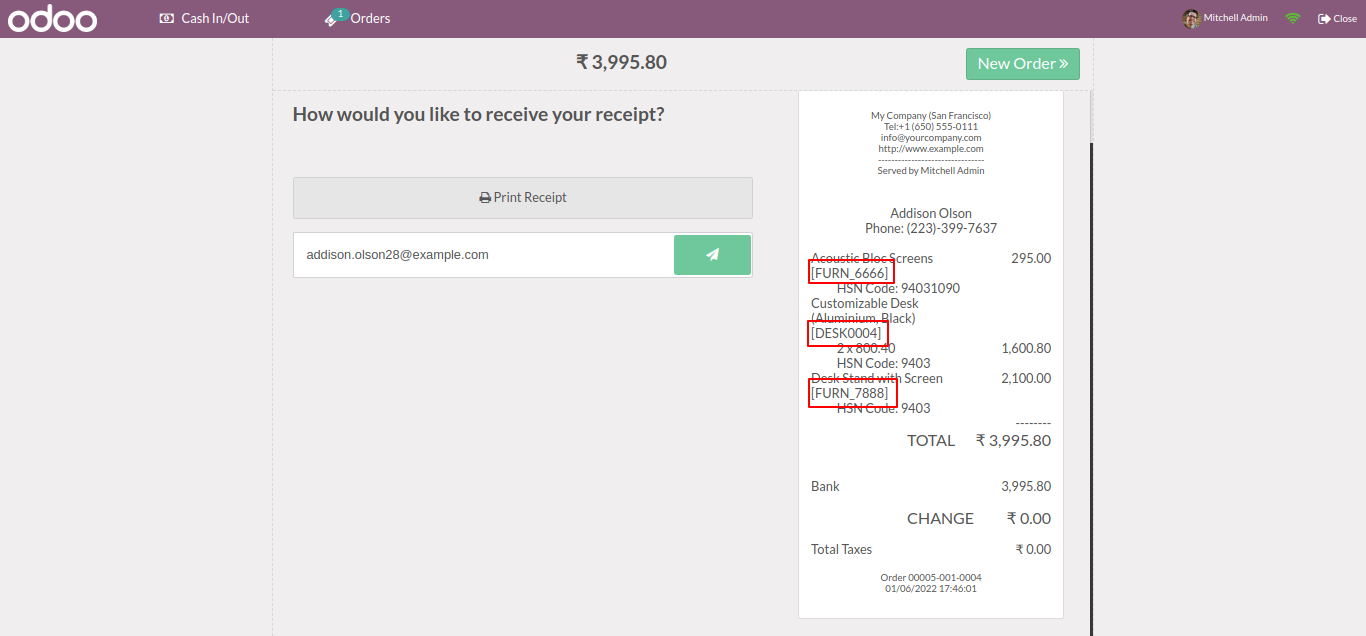 odoo
Cash In/Out
1
Orders
Mitchell Admin
Close
₹ 3,995.80
New Order »
How would you like to receive your receipt?
Print Receipt
addison.olson28@example.com
My Company (San Francisco)
Tel:+1 (650) 555-0111
info@yourcompany.com
http://www.example.com
--------------------------------
Served by Mitchell Admin
Addison Olson
Phone: (223)-399-7637
Acoustic Bloc Screens 295.00
[FURN_6666]
HSN Code: 94031090
Customizable Desk
(Aluminium, Black)
[DESK0004]
2 x 800.40 1,600.80
HSN Code: 9403
Desk Stand with Screen 2,100.00
[FURN_7888]
HSN Code: 9403
--------
TOTAL ₹ 3,995.80
Bank 3,995.80
CHANGE ₹ 0.00
Total Taxes ₹ 0.00
Order 00005-001-0004
01/06/2022 17:46:01